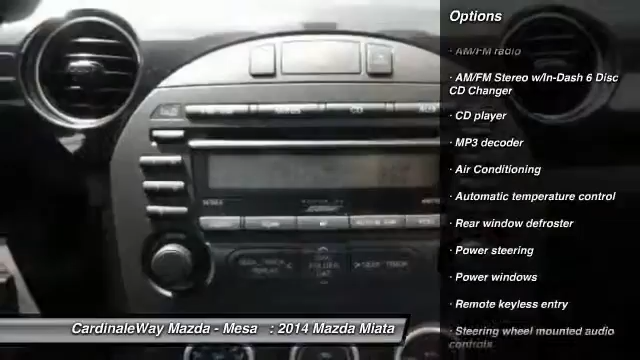 Options
AM/FM radio
AM/FM Stereo w/In-Dash 6 Disc
CD Changer
CD player
MP3 decoder
Air Conditioning
Automatic temperature control
Rear window defroster
Power steering
Power windows
Remote keyless entry
Steering wheel mounted audio
controls
CD
CardinaleWay Mazda - Mesa : 2014 Mazda Miata